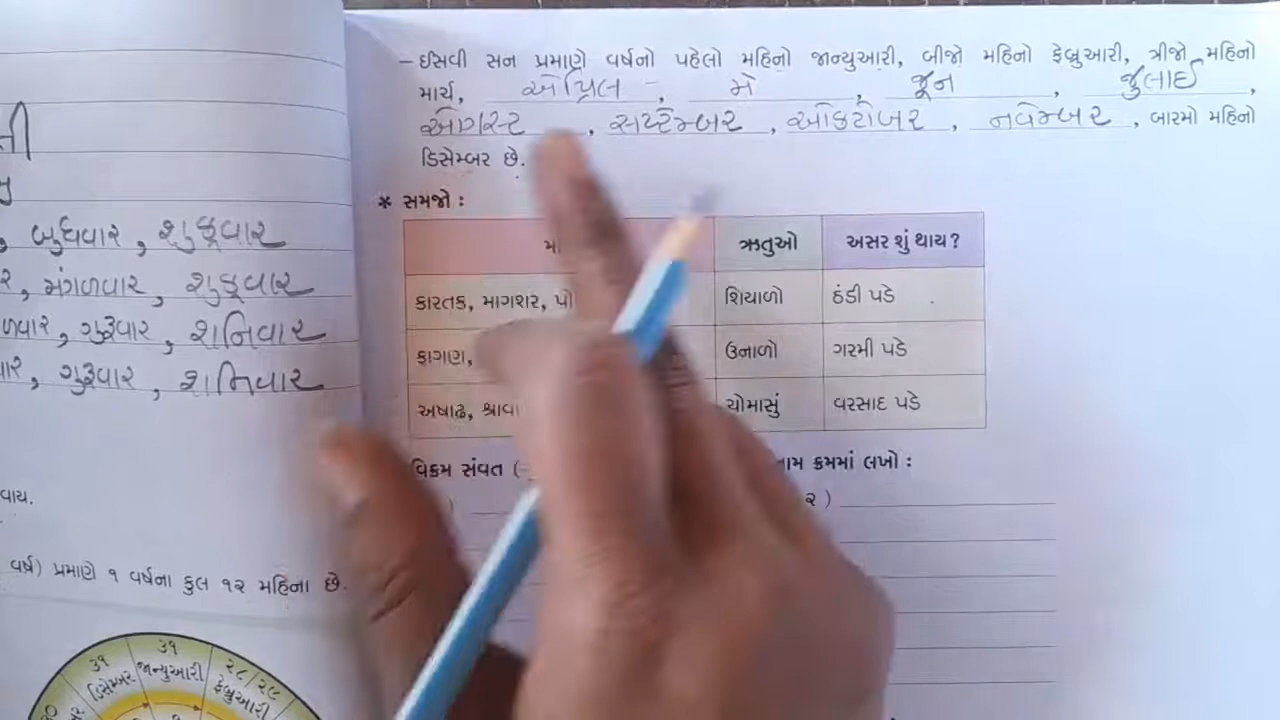 બુધવાર, શુક્રવાર
મંગળવાર, શુક્રવાર
ગુરૂવાર, શનિવાર
ગુરૂવાર, શનિવાર
વાય.
વર્ષ) પ્રમાણે ૧ વર્ષના કુલ ૧૨ મહિના છે.
૩૧ ૩૧ ૨૮/૨૯
ડિસેમ્બર જાન્યુઆરી ફેબ્રુઆરી
– ઈસવી સન પ્રમાણે વર્ષનો પહેલો મહિનો જાન્યુઆરી, બીજો મહિનો ફેબ્રુઆરી, ત્રીજો મહિનો
માર્ચ, એપ્રિલ, મે, જૂન, જુલાઈ,
ઓગસ્ટ, સપ્ટેમ્બર, ઓક્ટોબર, નવેમ્બર, બારમો મહિનો
ડિસેમ્બર છે.
* સમજો :
ઋતુઓ અસર શું થાય?
કારતક, માગશર, શિયાળો ઠંડી પડે
ફાગણ, ઉનાળો ગરમી પડે
અષાઢ, ચોમાસું વરસાદ પડે
વિક્રમ સંવત ક્રમમાં લખો :
૨)